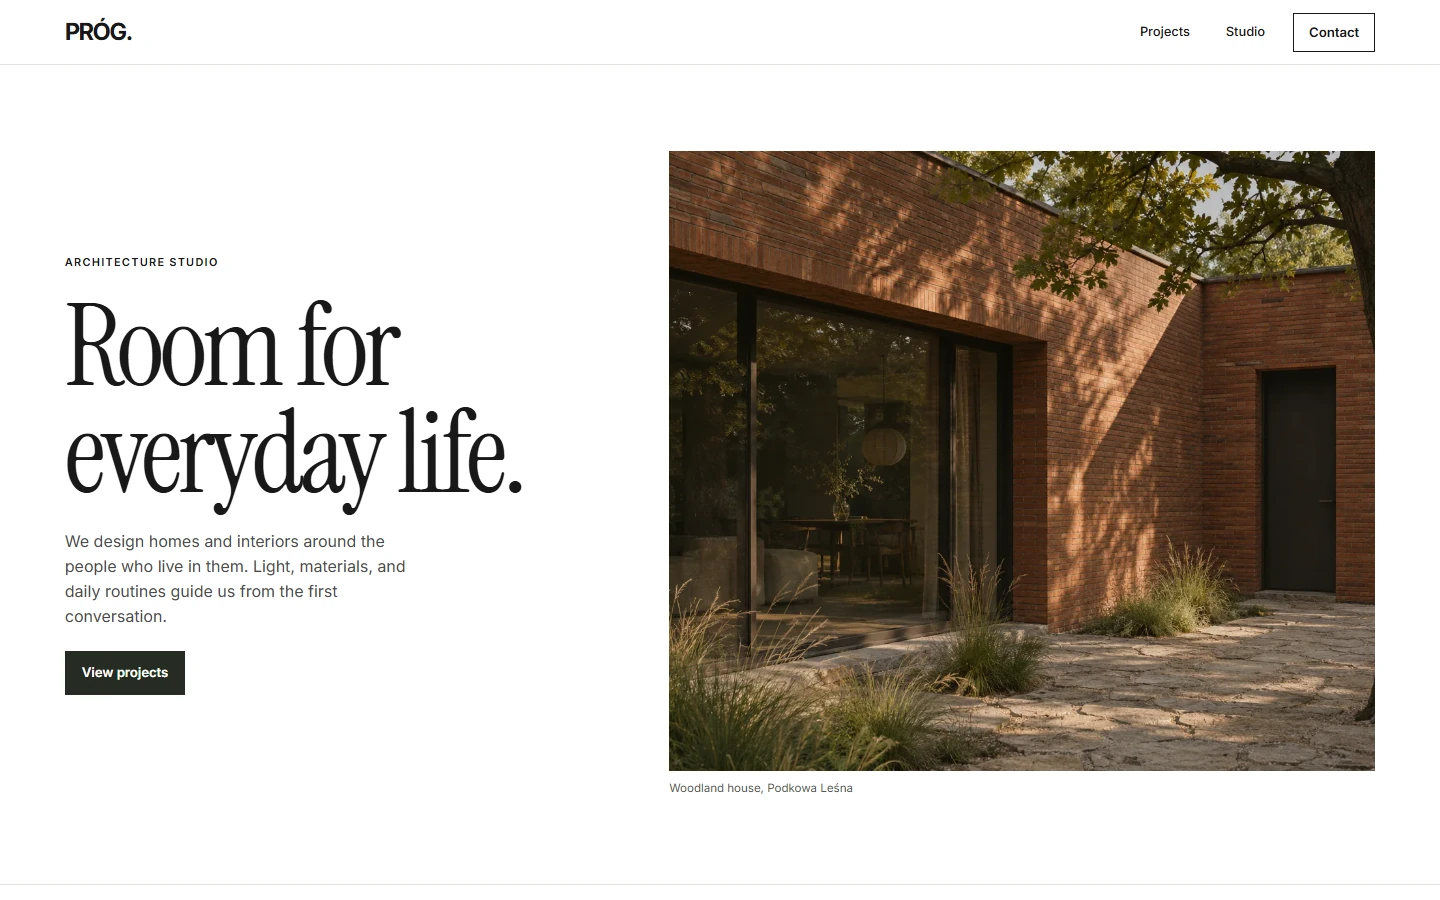 PRÓG.
Projects
Studio
Contact
ARCHITECTURE STUDIO
Room for
everyday life.
We design homes and interiors around the
people who live in them. Light, materials, and
daily routines guide us from the first
conversation.
View projects
Woodland house, Podkowa Leśna